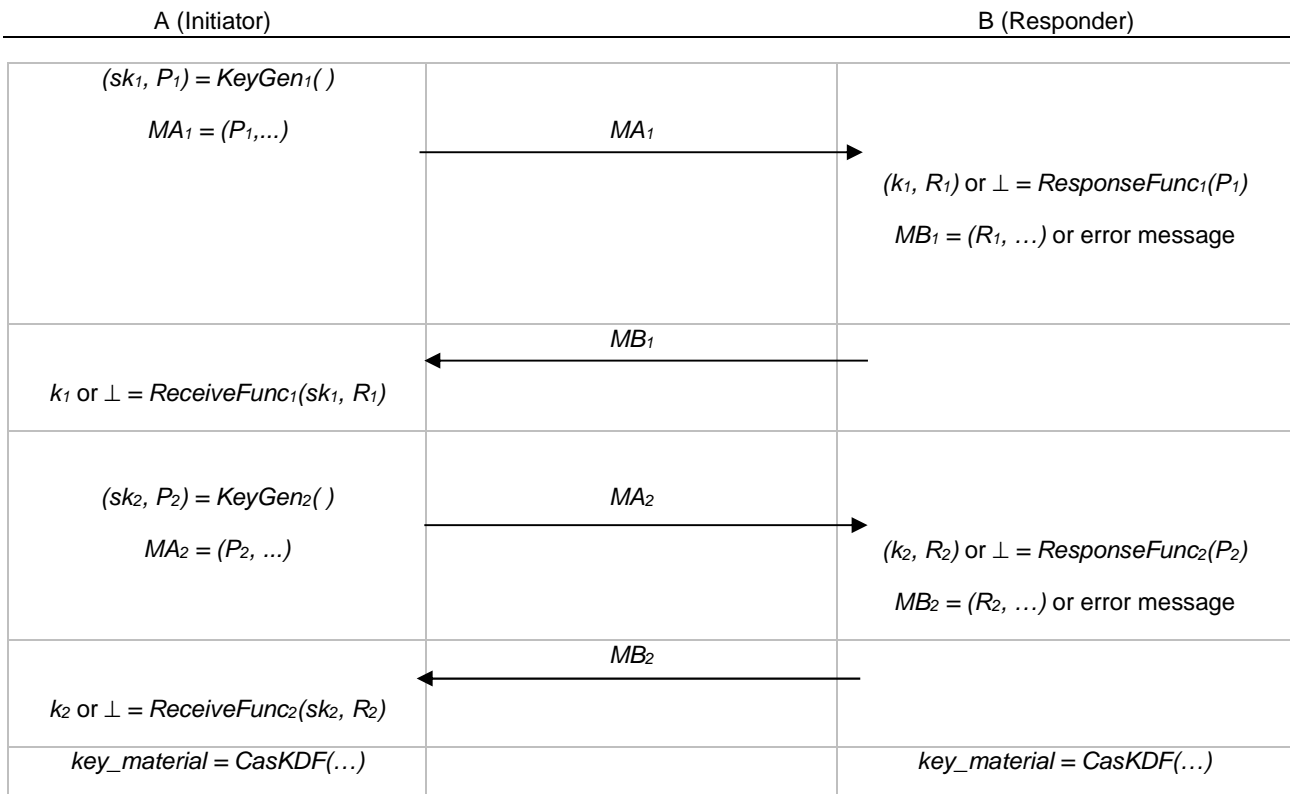 A (Initiator) B (Responder)
(sk₁, P₁) = KeyGen₁( )
MA₁ = (P₁,...) MA₁
(k₁, R₁) or ⊥ = ResponseFunc₁(P₁)
MB₁ = (R₁, …) or error message
MB₁
k₁ or ⊥ = ReceiveFunc₁(sk₁, R₁)
(sk₂, P₂) = KeyGen₂( ) MA₂
MA₂ = (P₂, ...)
(k₂, R₂) or ⊥ = ResponseFunc₂(P₂)
MB₂ = (R₂, …) or error message
MB₂
k₂ or ⊥ = ReceiveFunc₂(sk₂, R₂)
key_material = CasKDF(…) key_material = CasKDF(…)